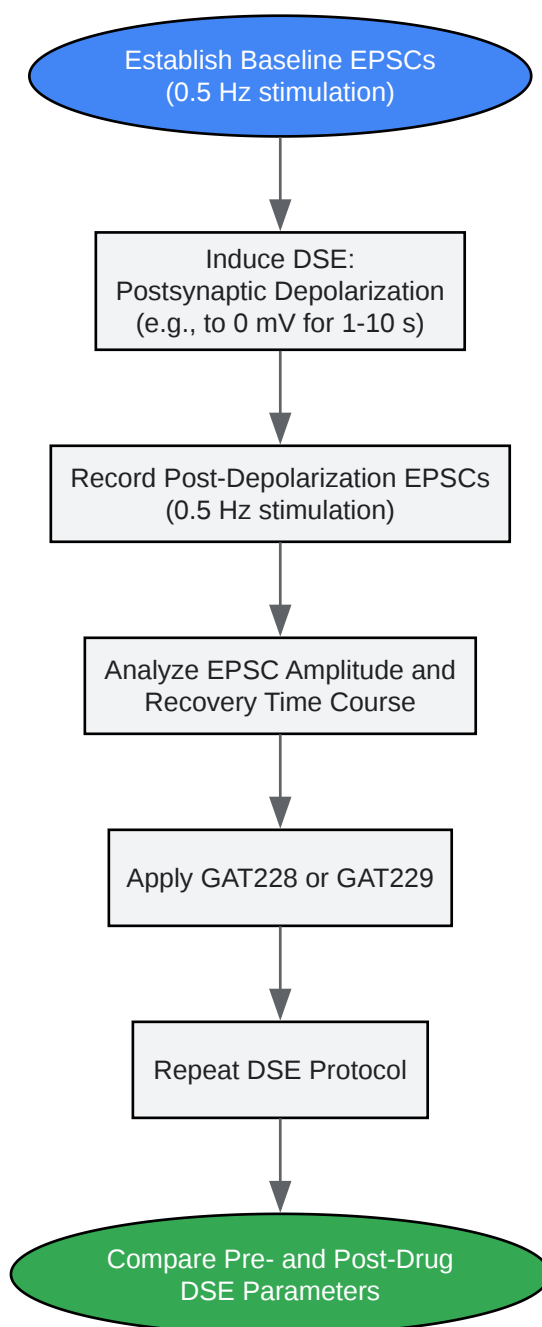 Establish Baseline EPSCs
(0.5 Hz stimulation)
Induce DSE:
Postsynaptic Depolarization
(e.g., to 0 mV for 1-10 s)
Record Post-Depolarization EPSCs
(0.5 Hz stimulation)
Analyze EPSC Amplitude and
Recovery Time Course
Apply GAT228 or GAT229
Repeat DSE Protocol
Compare Pre- and Post-Drug
DSE Parameters